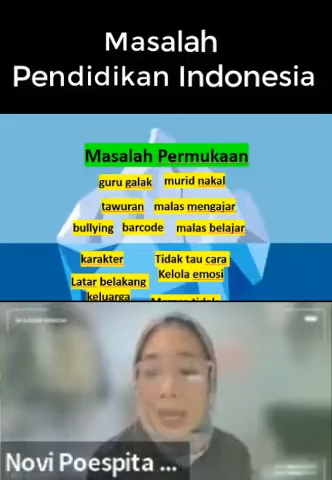 Masalah
Pendidikan Indonesia
Masalah Permukaan
guru galak murid nakal
tawuran malas mengajar
bullying barcode malas belajar
karakter Tidak tau cara
Kelola emosi
Latar belakang
keluarga
Novi Poespita ...